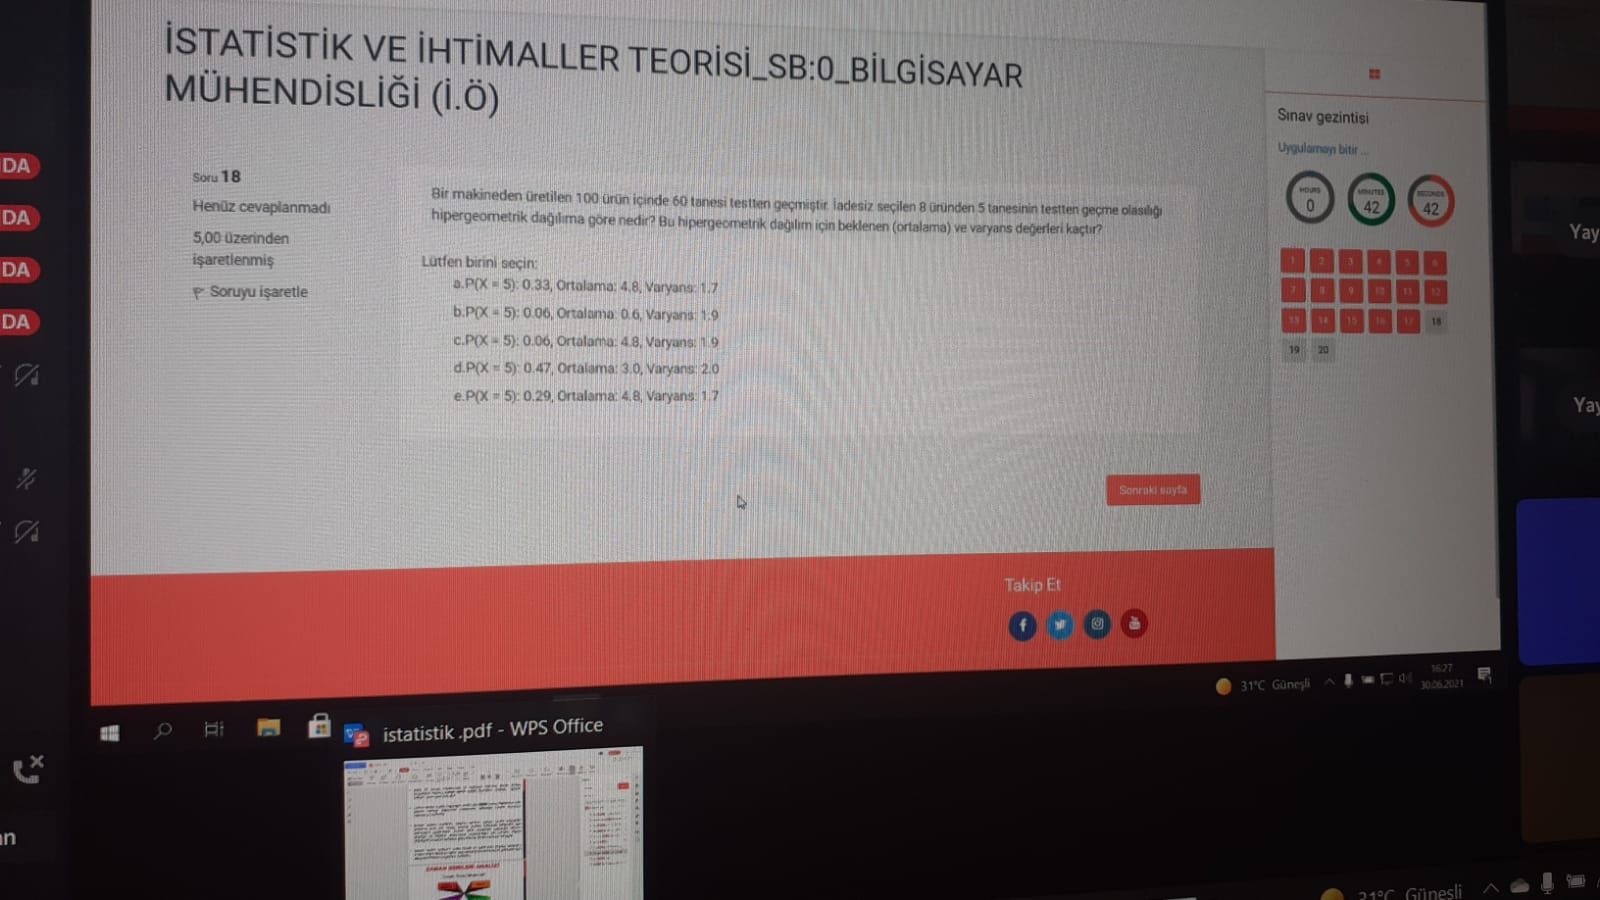 İSTATİSTİK VE İHTİMALLER TEORİSİ_SB:0_BİLGİSAYAR
MÜHENDİSLİĞİ (İ.Ö)
Soru 18
Henüz cevaplanmadı
5,00 üzerinden
işaretlenmiş
Soruyu işaretle
Bir makineden üretilen 100 ürün içinde 60 tanesi testten geçmiştir. İadesiz seçilen 8 üründen 5 tanesinin testten geçme olasılığı
hipergeometrik dağılıma göre nedir? Bu hipergeometrik dağılım için beklenen (ortalama) ve varyans değerleri kaçtır?
Lütfen birini seçin:
a.P(X = 5): 0.33, Ortalama: 4.8, Varyans: 1.7
b.P(X = 5): 0.06, Ortalama: 0.6, Varyans: 1.9
c.P(X = 5): 0.06, Ortalama: 4.8, Varyans: 1.9
d.P(X = 5): 0.47, Ortalama: 3.0, Varyans: 2.0
e.P(X = 5): 0.29, Ortalama: 4.8, Varyans: 1.7
Sonraki sayfa
Sınav gezintisi
Uygulamayı bitir ...
HOURS
0
MINUTES
42
SECONDS
42
1 2 3 4 5 6
7 8 9 10 11 12
13 14 15 16 17 18
19 20
Takip Et
31°C Güneşli
16:27
30.06.2021
istatistik .pdf - WPS Office
DA
DA
DA
DA
an
Yay
Yay
31°C Güneşli